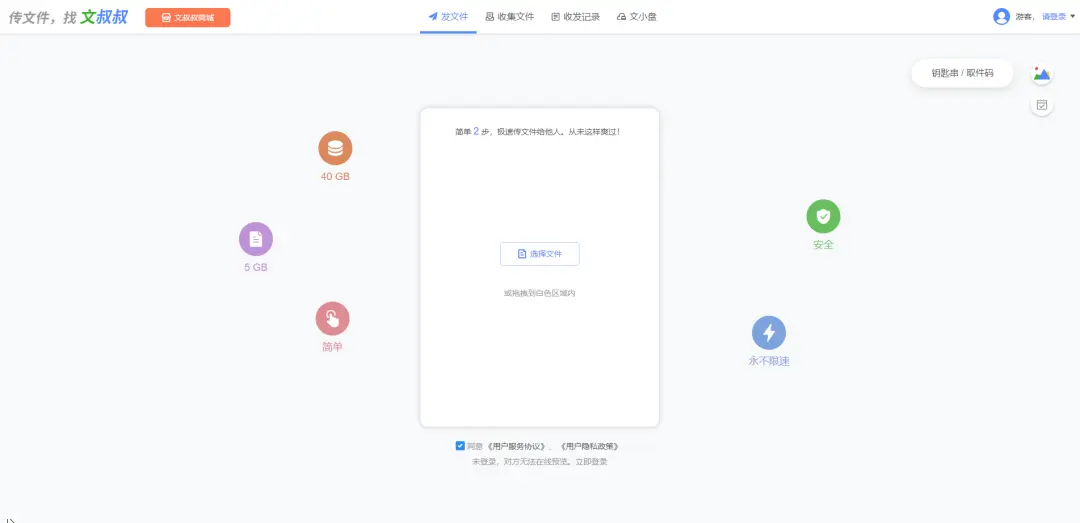 传文件，找 文叔叔
文叔叔商城
发文件
收集文件
收发记录
文小盘
游客，请登录
钥匙串 / 取件码
简单 2 步，极速传文件给他人。从未这样爽过！
40 GB
安全
5 GB
选择文件
或拖拽到白色区域内
简单
永不限速
同意《用户服务协议》、《用户隐私政策》
未登录，对方无法在线预览。立即登录